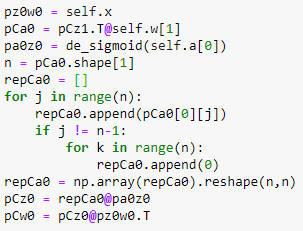 pz0w0 = self.x
pCa0 = pCz1.T@self.w[1]
pa0z0 = de_sigmoid(self.a[0])
n = pCa0.shape[1]
repCa0 = []
for j in range(n):
    repCa0.append(pCa0[0][j])
    if j != n-1:
        for k in range(n):
            repCa0.append(0)
repCa0 = np.array(repCa0).reshape(n,n)
pCz0 = repCa0@pa0z0
pCw0 = pCz0@pz0w0.T